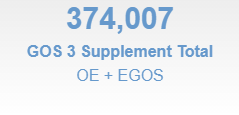 374,007
GOS 3 Supplement Total
OE + EGOS